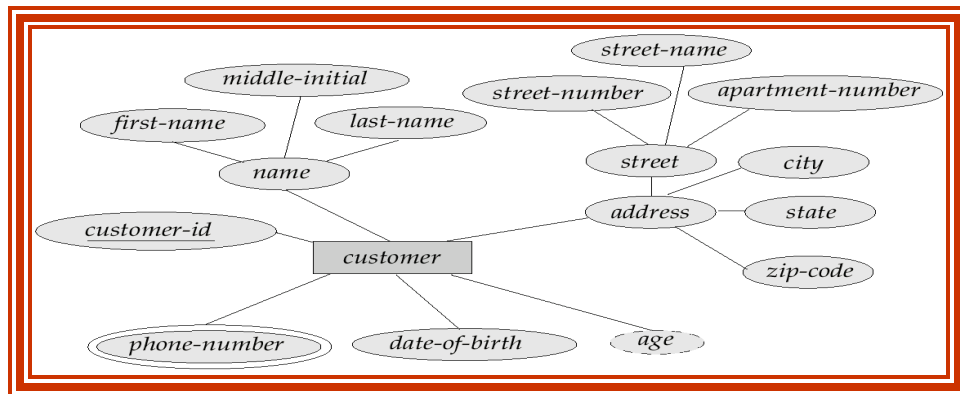 street-name
middle-initial
street-number
apartment-number
first-name
last-name
street
city
name
address
state
customer-id
customer
zip-code
phone-number
date-of-birth
age